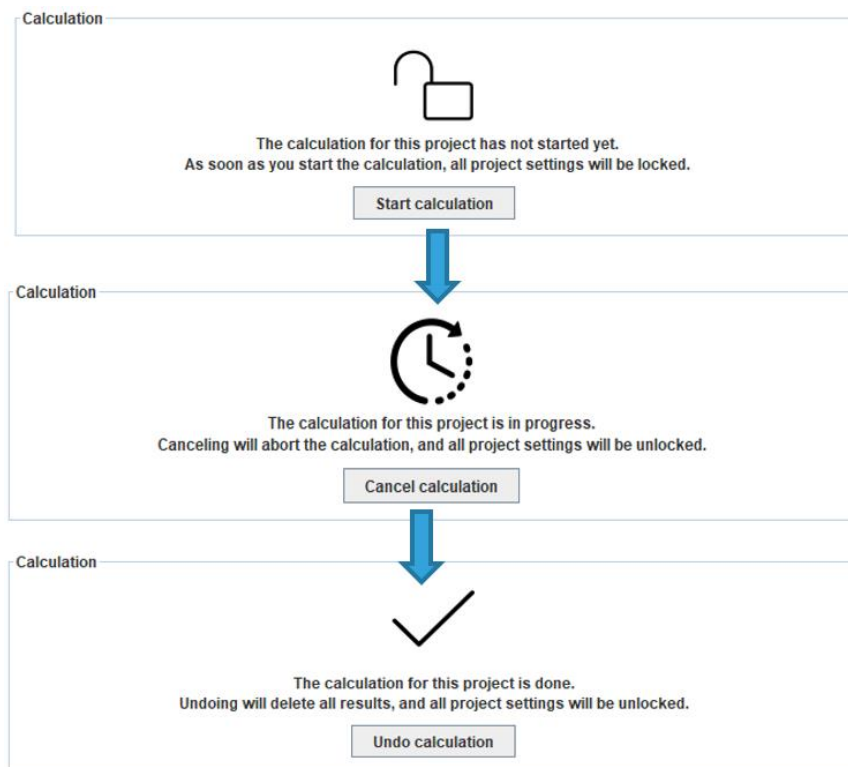 Calculation
The calculation for this project has not started yet.
As soon as you start the calculation, all project settings will be locked.
Start calculation
Calculation
The calculation for this project is in progress.
Canceling will abort the calculation, and all project settings will be unlocked.
Cancel calculation
Calculation
The calculation for this project is done.
Undoing will delete all results, and all project settings will be unlocked.
Undo calculation